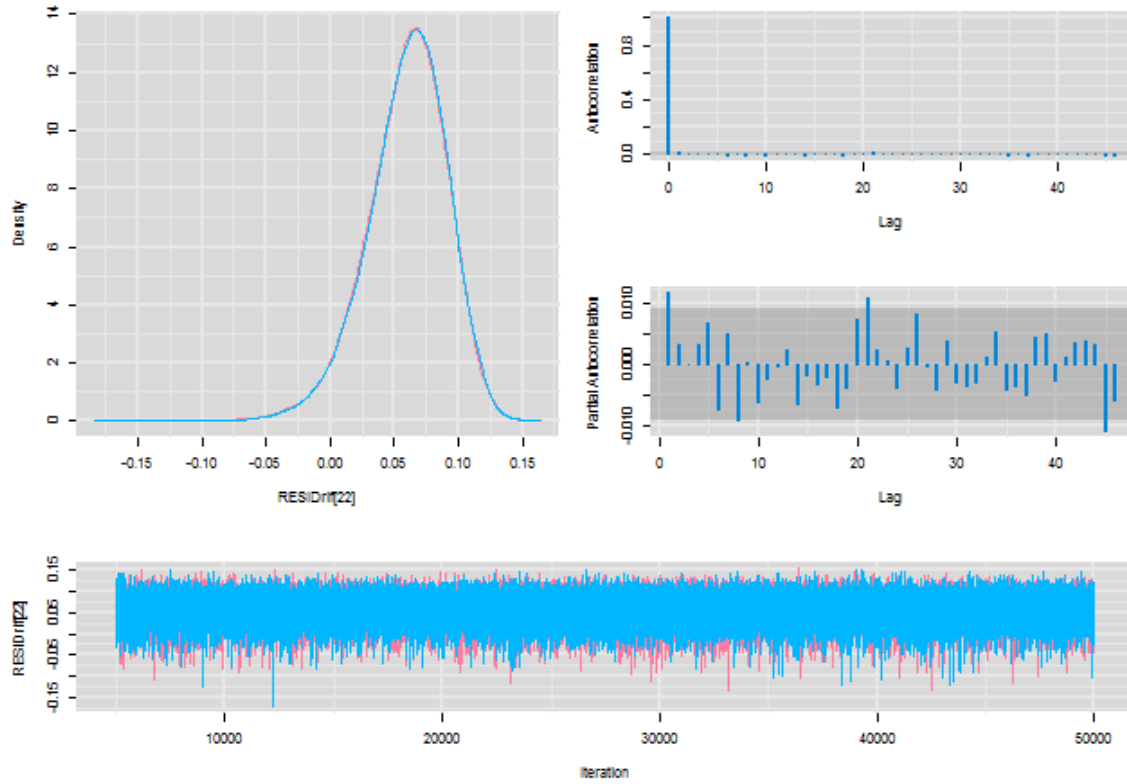 14
12
10
8
6
4
2
0
Density
-0.15 -0.10 -0.05 0.00 0.05 0.10 0.15
RESIDrif[22]
0.8
0.4
0.0
Autocorrelation
0 10 20 30 40
Lag
0.010
0.000
-0.010
Partial Autocorrelation
0 10 20 30 40
Lag
0.15
0.05
-0.05
-0.15
RESIDrif[22]
10000 20000 30000 40000 50000
Iteration